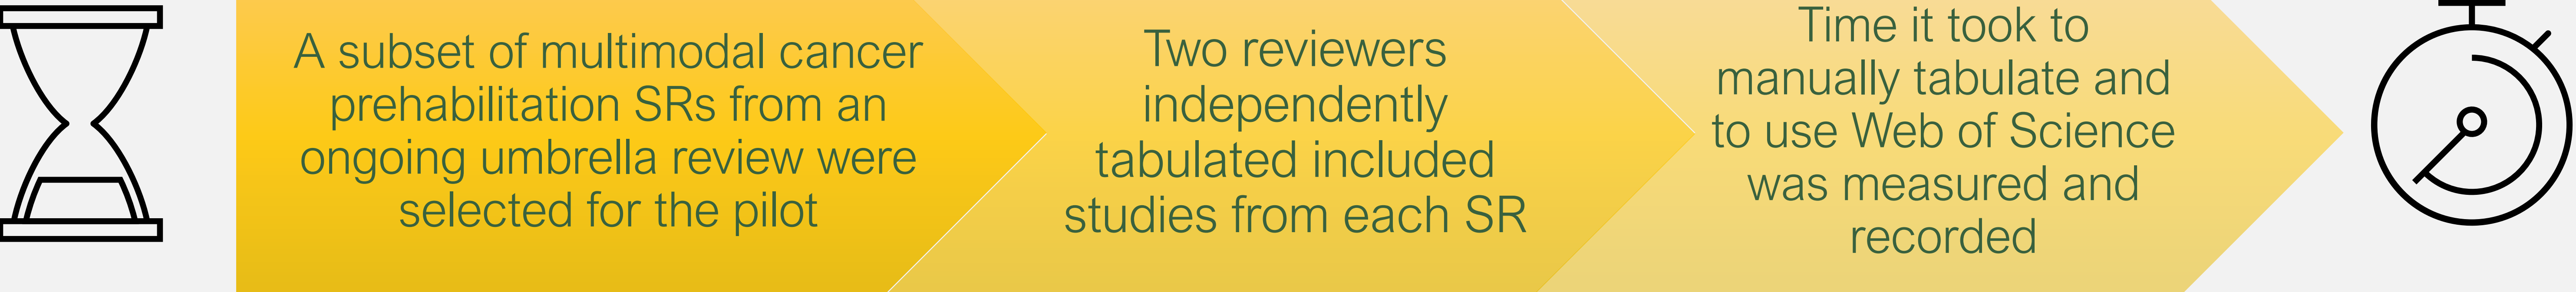 A subset of multimodal cancer
prehabilitation SRs from an
ongoing umbrella review were
selected for the pilot
Two reviewers
independently
tabulated included
studies from each SR
Time it took to
manually tabulate and
to use Web of Science
was measured and
recorded